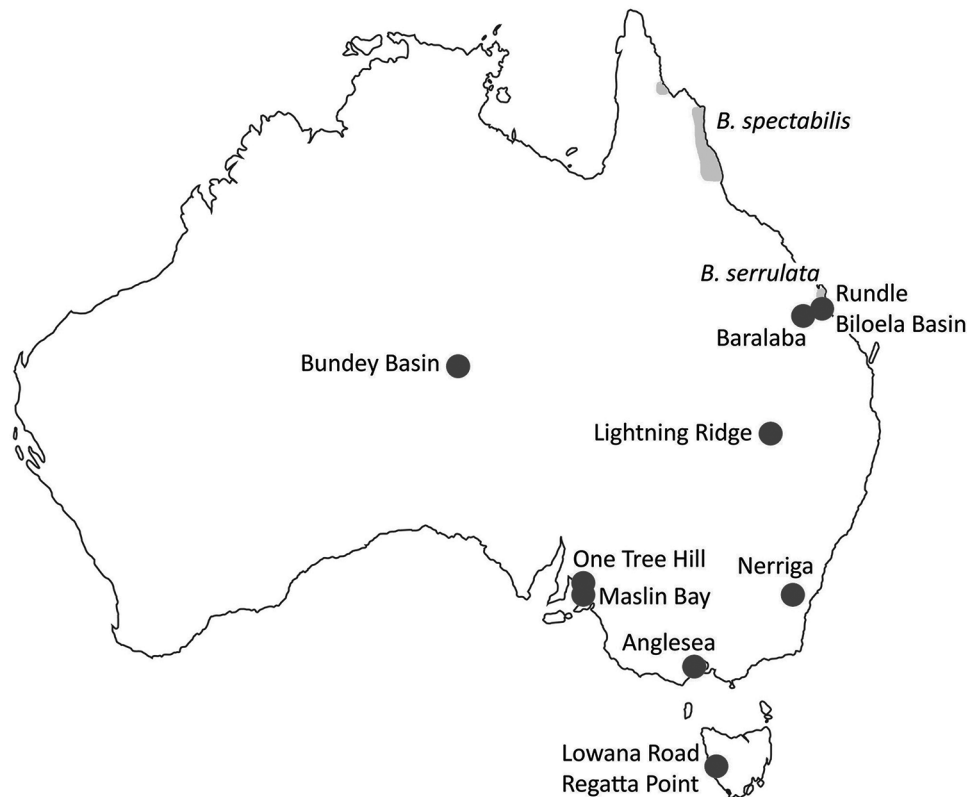 B. spectabilis
B. serrulata
Rundle
Biloela Basin
Baralaba
Bundey Basin
Lightning Ridge
One Tree Hill
Maslin Bay
Nerriga
Anglesea
Lowana Road
Regatta Point